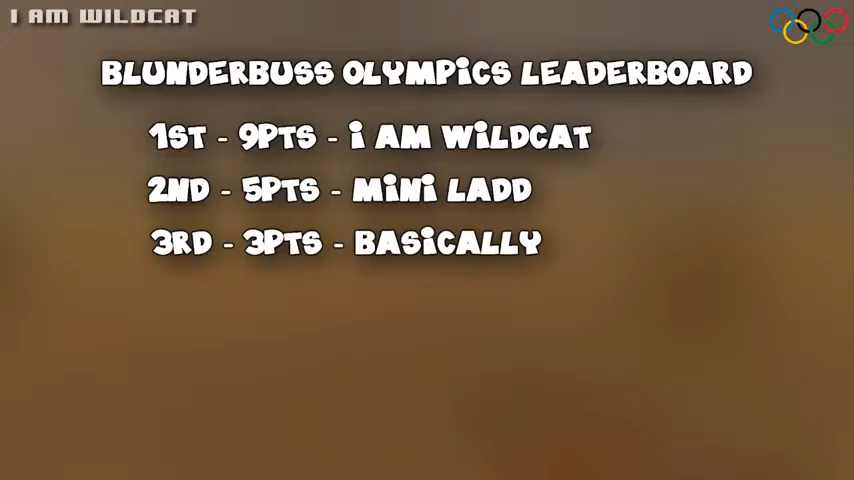 I AM WILDCAT
BLUNDERBUSS OLYMPICS LEADERBOARD
1ST - 9PTS - I AM WILDCAT
2ND - 5PTS - MINI LADD
3RD - 3PTS - BASICALLY